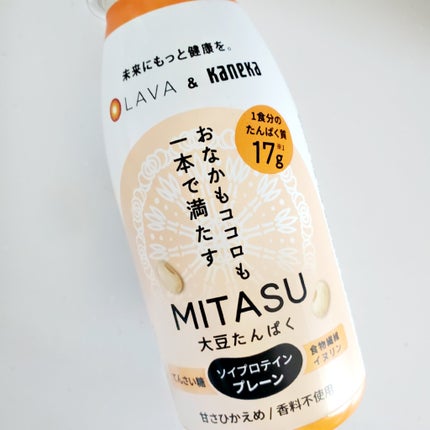 未来にもっと健康を。
LAVA & Kaneka
1食分の
たんぱく質
17g
※1
おなかもココロも
一本で満たす
MITASU
大豆たんぱく
てんさい糖
ソイプロテイン
プレーン
食物繊維
イヌリン
甘さひかえめ / 香料不使用